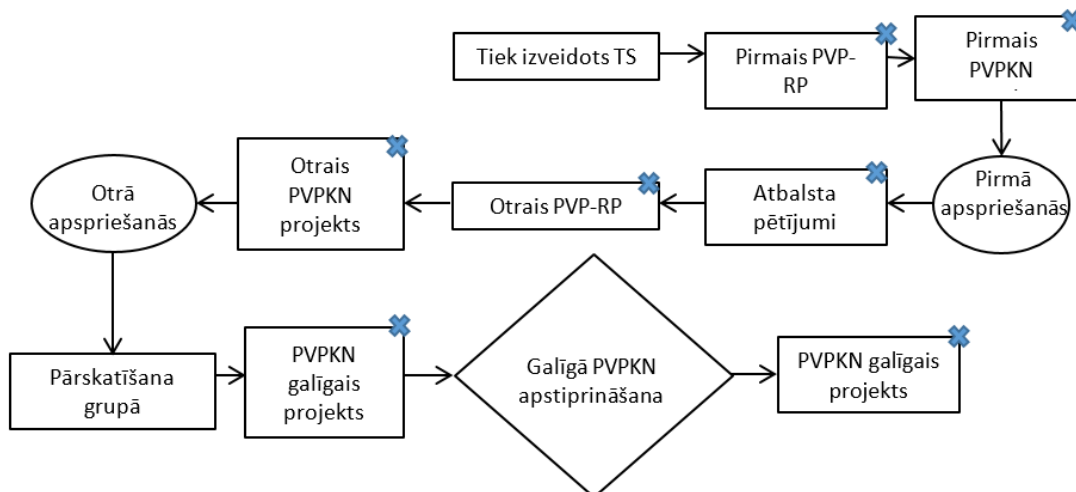 Tiek izveidots TS
Pirmais PVP-
RP
Pirmais
PVPKN
.
Pirmā
apspriešanās
Atbalsta
pētījumi
Otrais PVP-RP
Otrais
PVPKN
projekts
Otrā
apspriešanās
Pārskatīšana
grupā
PVPKN
galīgais
projekts
Galīgā PVPKN
apstiprināšana
PVPKN galīgais
projekts